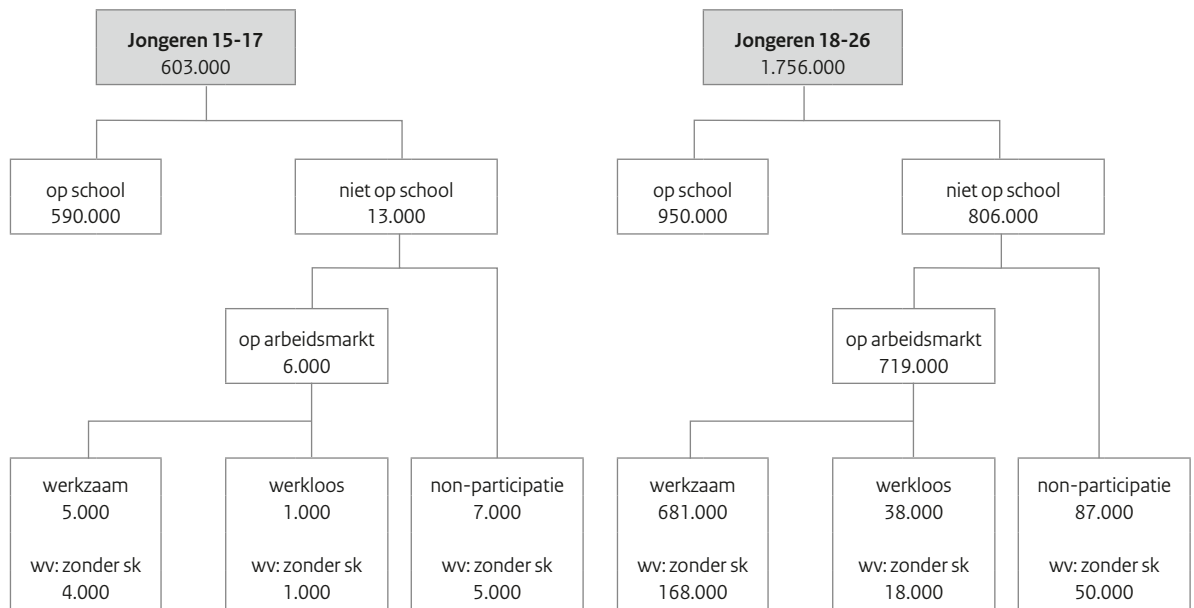 Jongeren 15-17
603.000
op school
590.000
niet op school
13.000
op arbeidsmarkt
6.000
werkzaam
5.000
wv: zonder sk
4.000
werkloos
1.000
wv: zonder sk
1.000
non-participatie
7.000
wv: zonder sk
5.000
Jongeren 18-26
1.756.000
op school
950.000
niet op school
806.000
op arbeidsmarkt
719.000
werkzaam
681.000
wv: zonder sk
168.000
werkloos
38.000
wv: zonder sk
18.000
non-participatie
87.000
wv: zonder sk
50.000